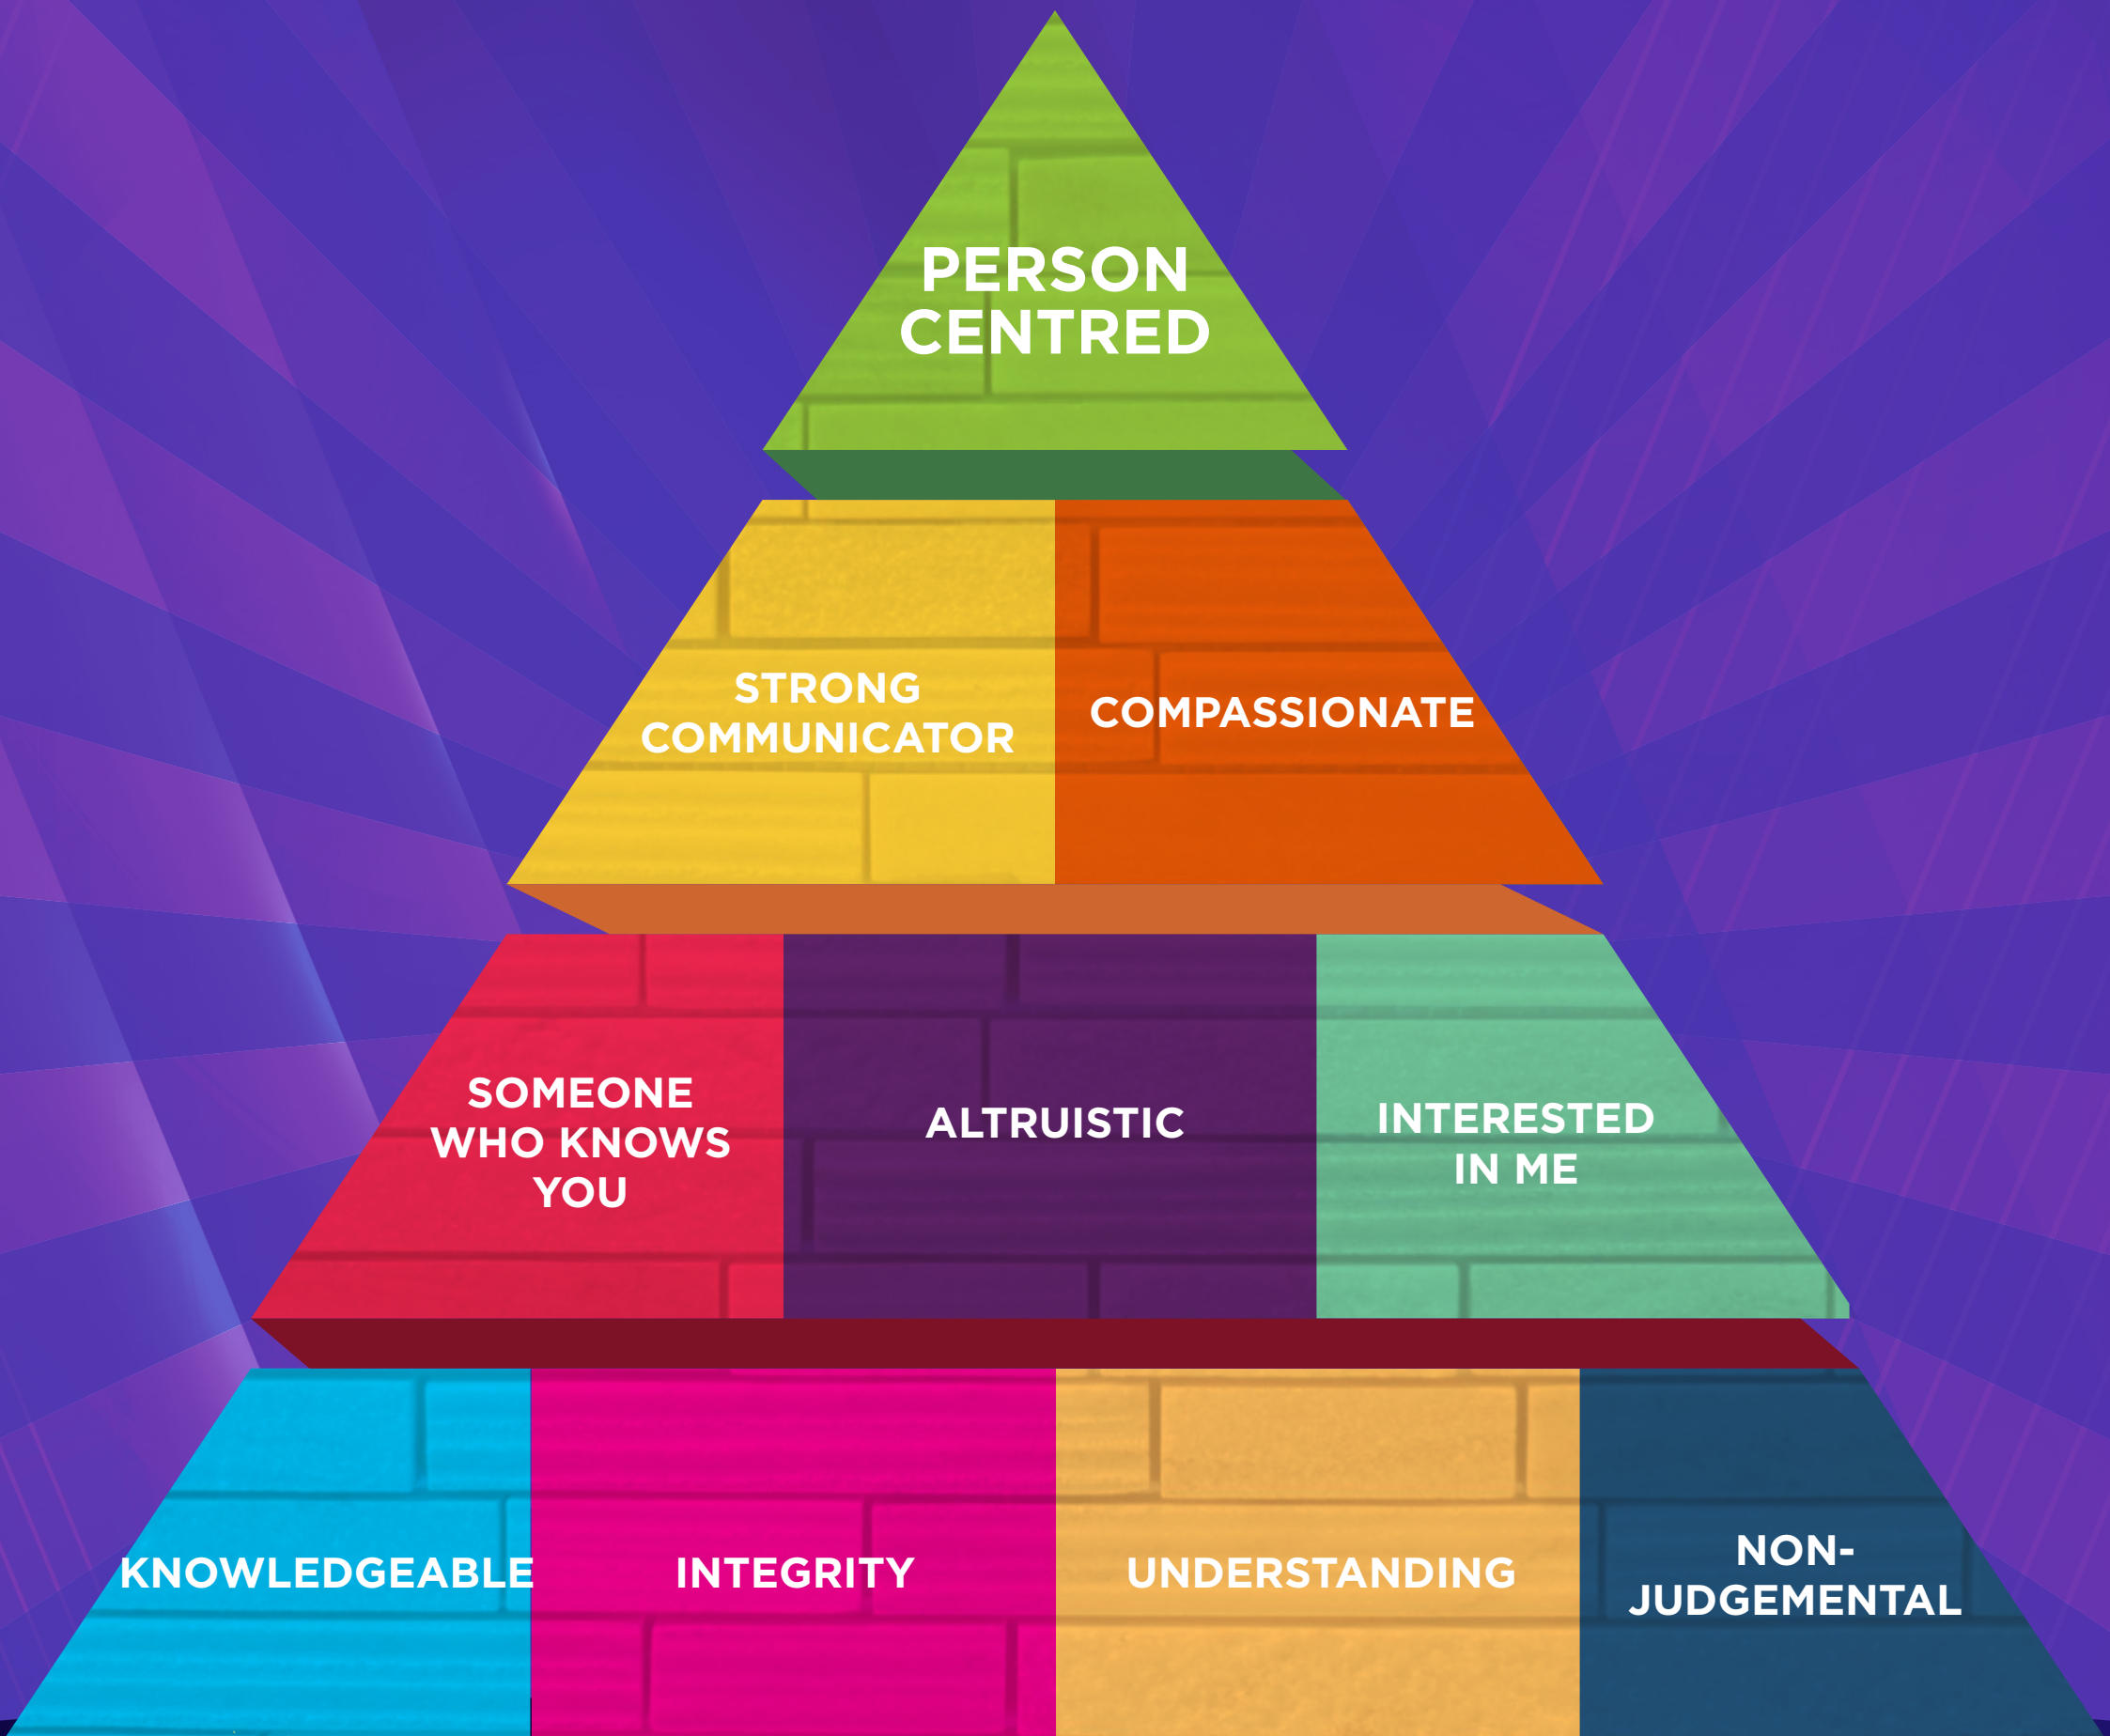 PERSON
CENTRED
STRONG
COMMUNICATOR
COMPASSIONATE
SOMEONE
WHO KNOWS
YOU
ALTRUISTIC
INTERESTED
IN ME
KNOWLEDGEABLE
INTEGRITY
UNDERSTANDING
NON-
JUDGEMENTAL